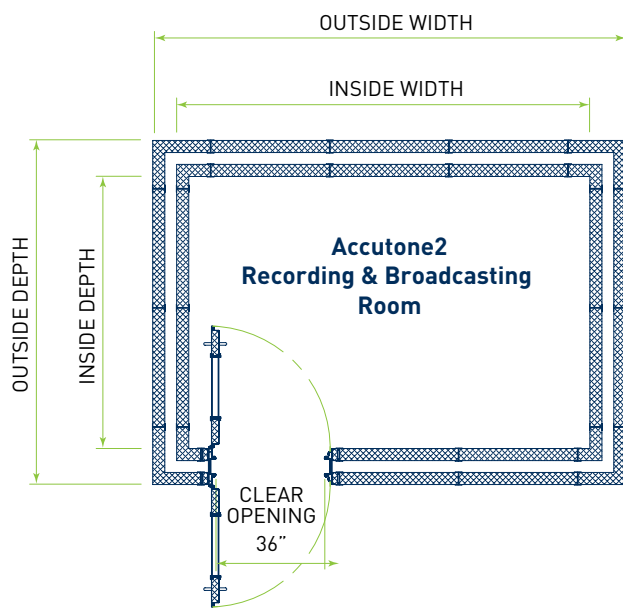 OUTSIDE WIDTH
INSIDE WIDTH
OUTSIDE DEPTH
INSIDE DEPTH
Accutone2
Recording & Broadcasting
Room
CLEAR
OPENING
36”